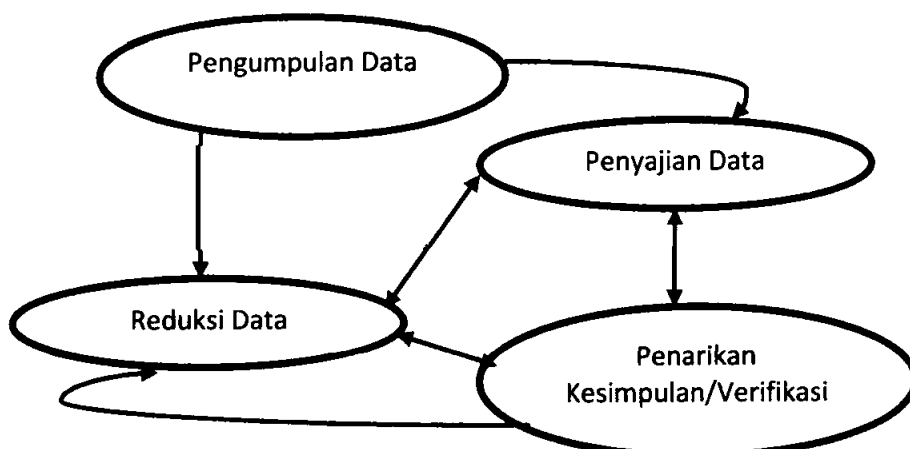 Pengumpulan Data
Penyajian Data
Reduksi Data
Penarikan
Kesimpulan/Verifikasi